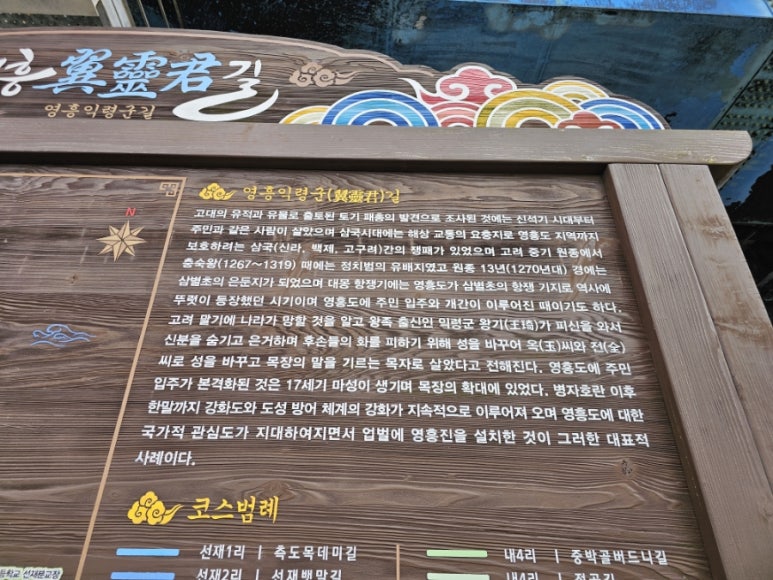 흥翼靈君길
영흥익령군길
영흥익령군(翼靈君)길
고대의 유적과 유물로 출토된 토기 패총의 발견으로 조사된 것에는 신석기 시대부터
주민과 같은 사람이 살았으며 삼국시대에는 해상 교통의 요충지로 영흥도 지역까지
보호하려는 삼국(신라, 백제, 고구려)간의 쟁패가 있었으며 고려 중기 원종에서
충숙왕(1267~1319) 때에는 정치범의 유배지였고 원종 13년(1270년대) 경에는
삼별초의 은둔지가 되었으며 대몽 항쟁기에는 영흥도가 삼별초의 항쟁 기지로 역사에
뚜렷이 등장했던 시기이며 영흥도에 주민 입주와 개간이 이루어진 때이기도 하다.
고려 말기에 나라가 망할 것을 알고 왕족 출신인 익령군 왕기(王琦)가 피신을 와서
신분을 숨기고 은거하며 후손들의 화를 피하기 위해 성을 바꾸어 옥(玉)씨와 전(全)
씨로 성을 바꾸고 목장의 말을 기르는 목자로 살았다고 전해진다. 영흥도에 주민
입주가 본격화된 것은 17세기 마성이 생기며 목장의 확대에 있었다. 병자호란 이후
한말까지 강화도와 도성 방어 체계의 강화가 지속적으로 이루어져 오며 영흥도에 대한
국가적 관심도가 지대하여지면서 업벌에 영흥진을 설치한 것이 그러한 대표적
사례이다.
N
코스범례
선재1리 | 측도목데미길
내4리 | 중박골버드니길
선재2리 | 선재뱃말길
내4리
등학교 선재분교장